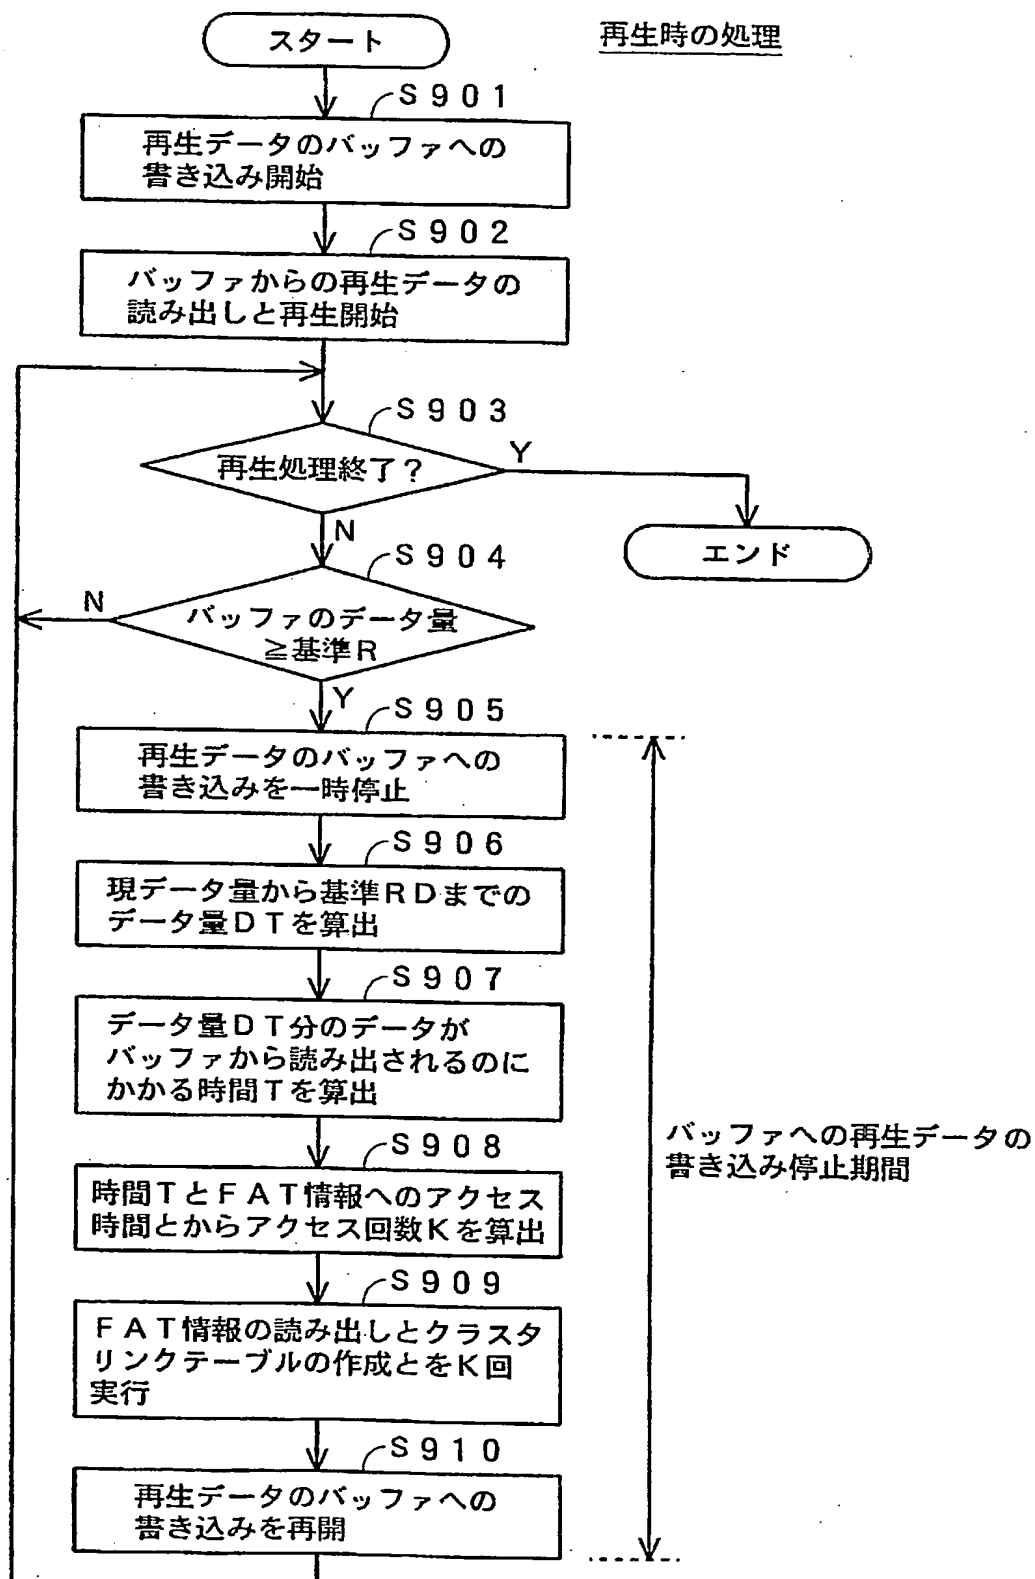 再生時の処理
スタート
S901
再生データのバッファへの
書き込み開始
S902
バッファからの再生データの
読み出しと再生開始
S903
再生処理終了?
Y
N
エンド
S904
バッファのデータ量
≧基準R
N
Y
S905
再生データのバッファへの
書き込みを一時停止
S906
現データ量から基準RDまでの
データ量DTを算出
S907
データ量DT分のデータが
バッファから読み出されるのに
かかる時間Tを算出
S908
時間TとFAT情報へのアクセス
時間とからアクセス回数Kを算出
S909
FAT情報の読み出しとクラスタ
リンクテーブルの作成とをK回
実行
S910
再生データのバッファへの
書き込みを再開
バッファへの再生データの
書き込み停止期間